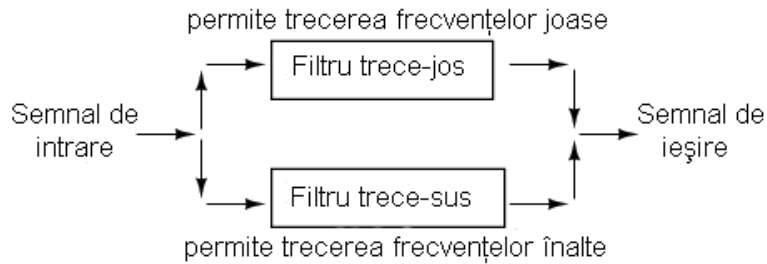 permite trecerea frecvențelor joase
Filtru trece-jos
Semnal de
intrare
Semnal de
ieşire
Filtru trece-sus
permite trecerea frecvențelor înalte